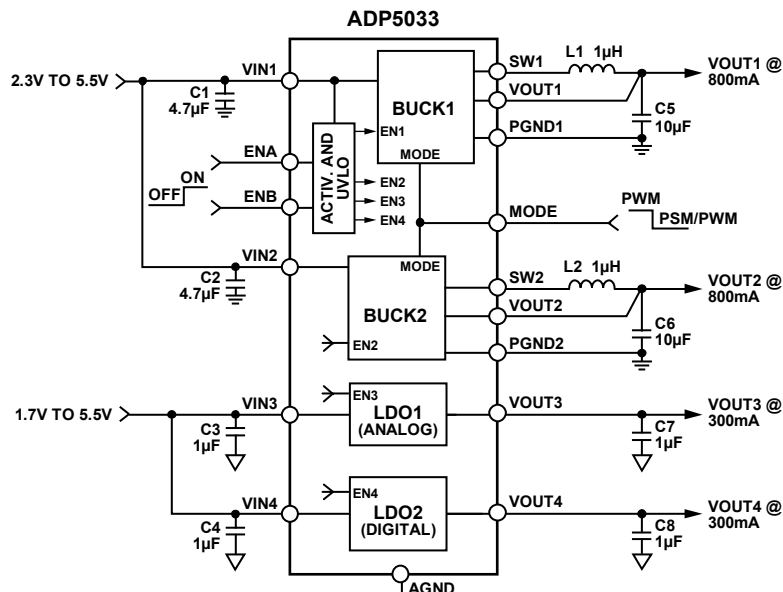 ADP5033
2.3V TO 5.5V
C1
4.7µF
VIN1
BUCK1
MODE
SW1
L1 1µH
VOUT1 @
800mA
VOUT1
C5
10µF
PGND1
ENA
ENB
OFF
ON
ACTIV. AND
UVLO
EN1
EN2
EN3
EN4
MODE
PWM
PSM/PWM
VIN2
C2
4.7µF
MODE
BUCK2
EN2
SW2
L2 1µH
VOUT2 @
800mA
VOUT2
C6
10µF
PGND2
1.7V TO 5.5V
VIN3
C3
1µF
EN3
LDO1
(ANALOG)
VOUT3
C7
1µF
VOUT3 @
300mA
VIN4
C4
1µF
EN4
LDO2
(DIGITAL)
VOUT4
C8
1µF
VOUT4 @
300mA
AGND